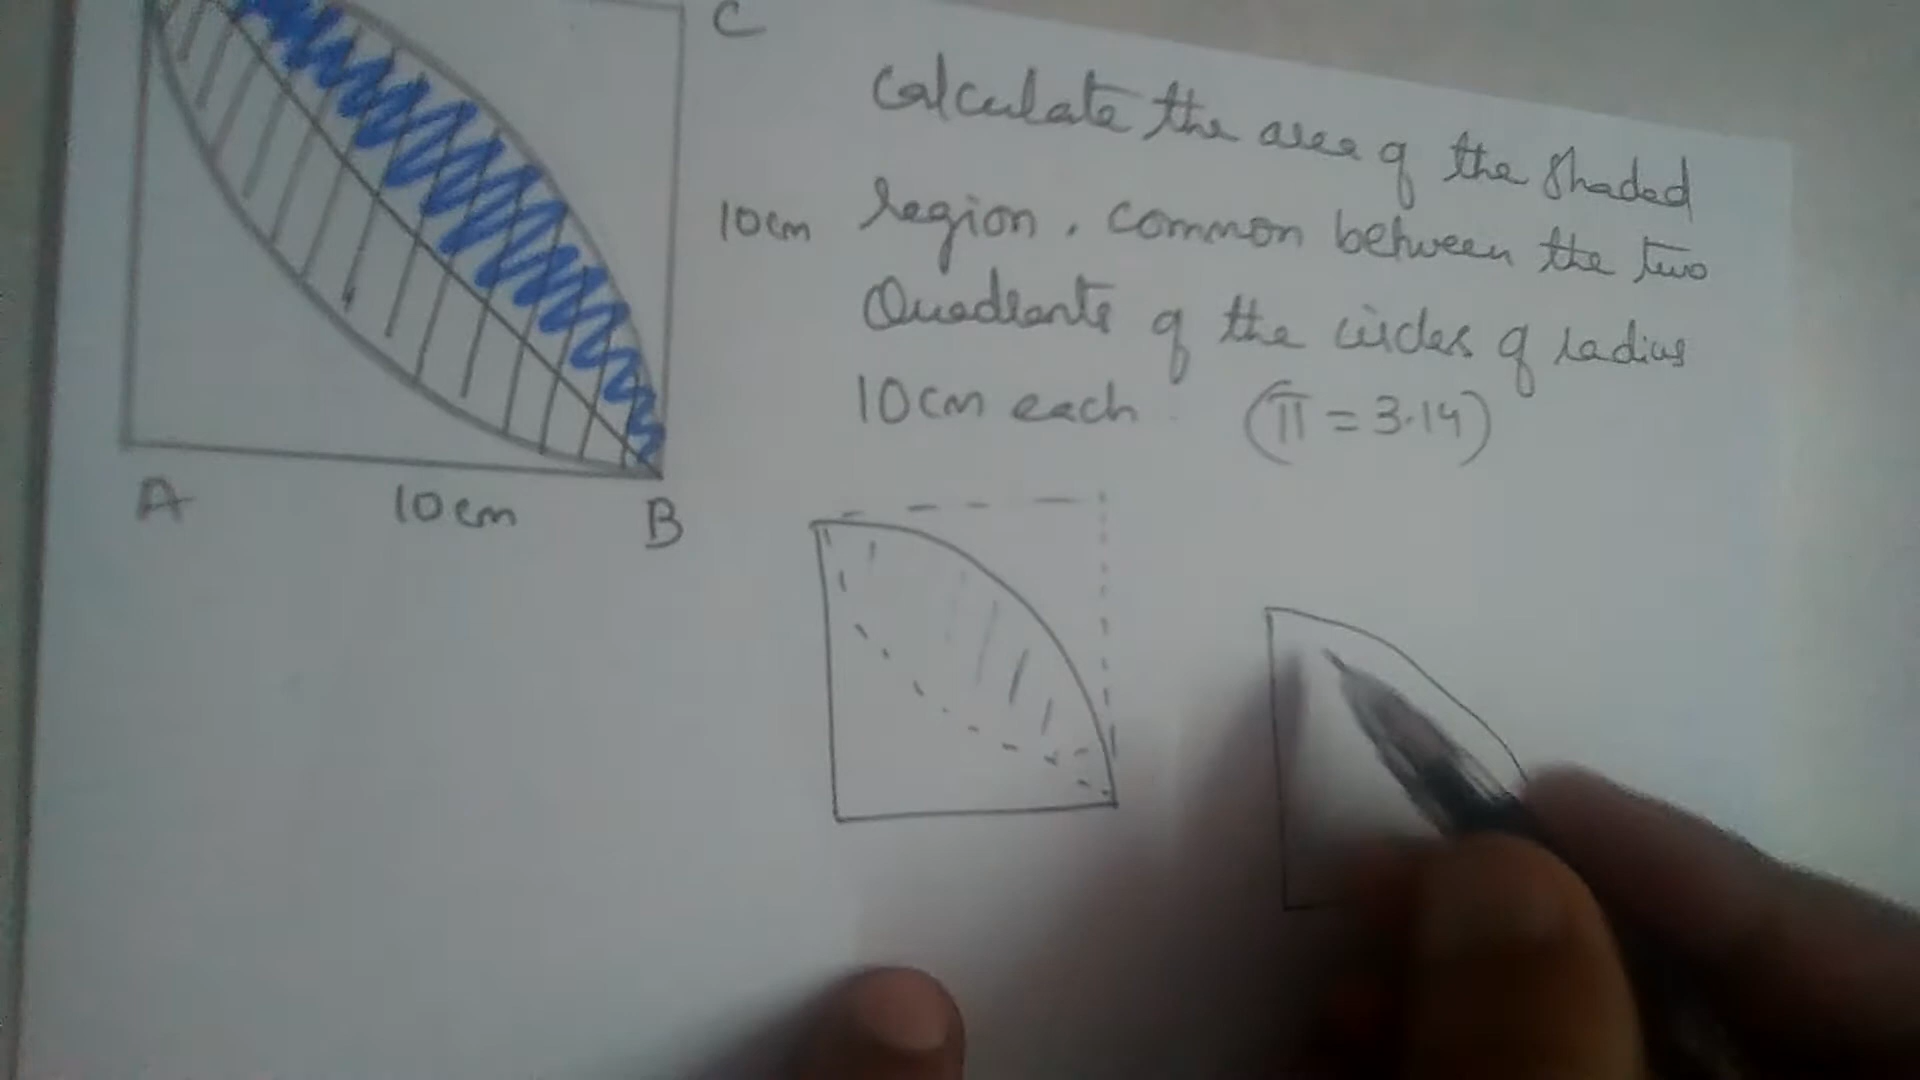 C
Calculate the area of the shaded
10cm region, common between the two
Quadrants of the circles of radius
10cm each (π = 3.14)
A 10cm B